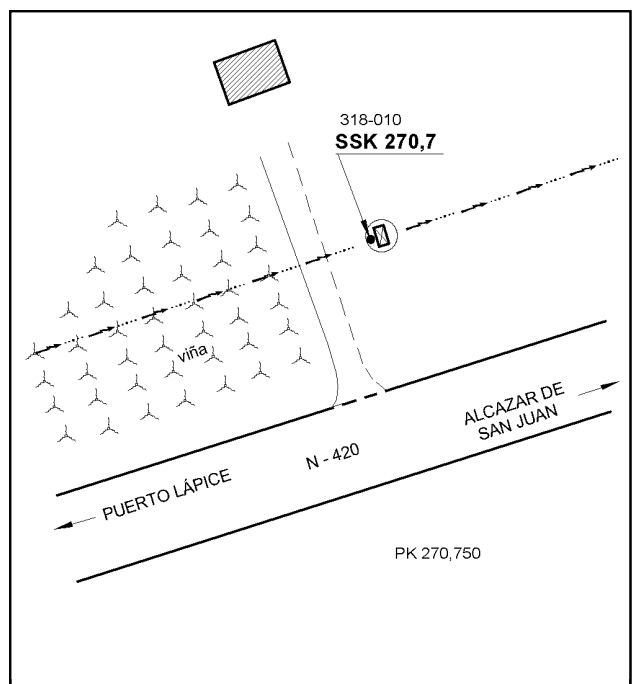 318-010
SSK 270,7
viña
ALCAZAR DE
SAN JUAN
N - 420
PUERTO LÁPICE
PK 270,750